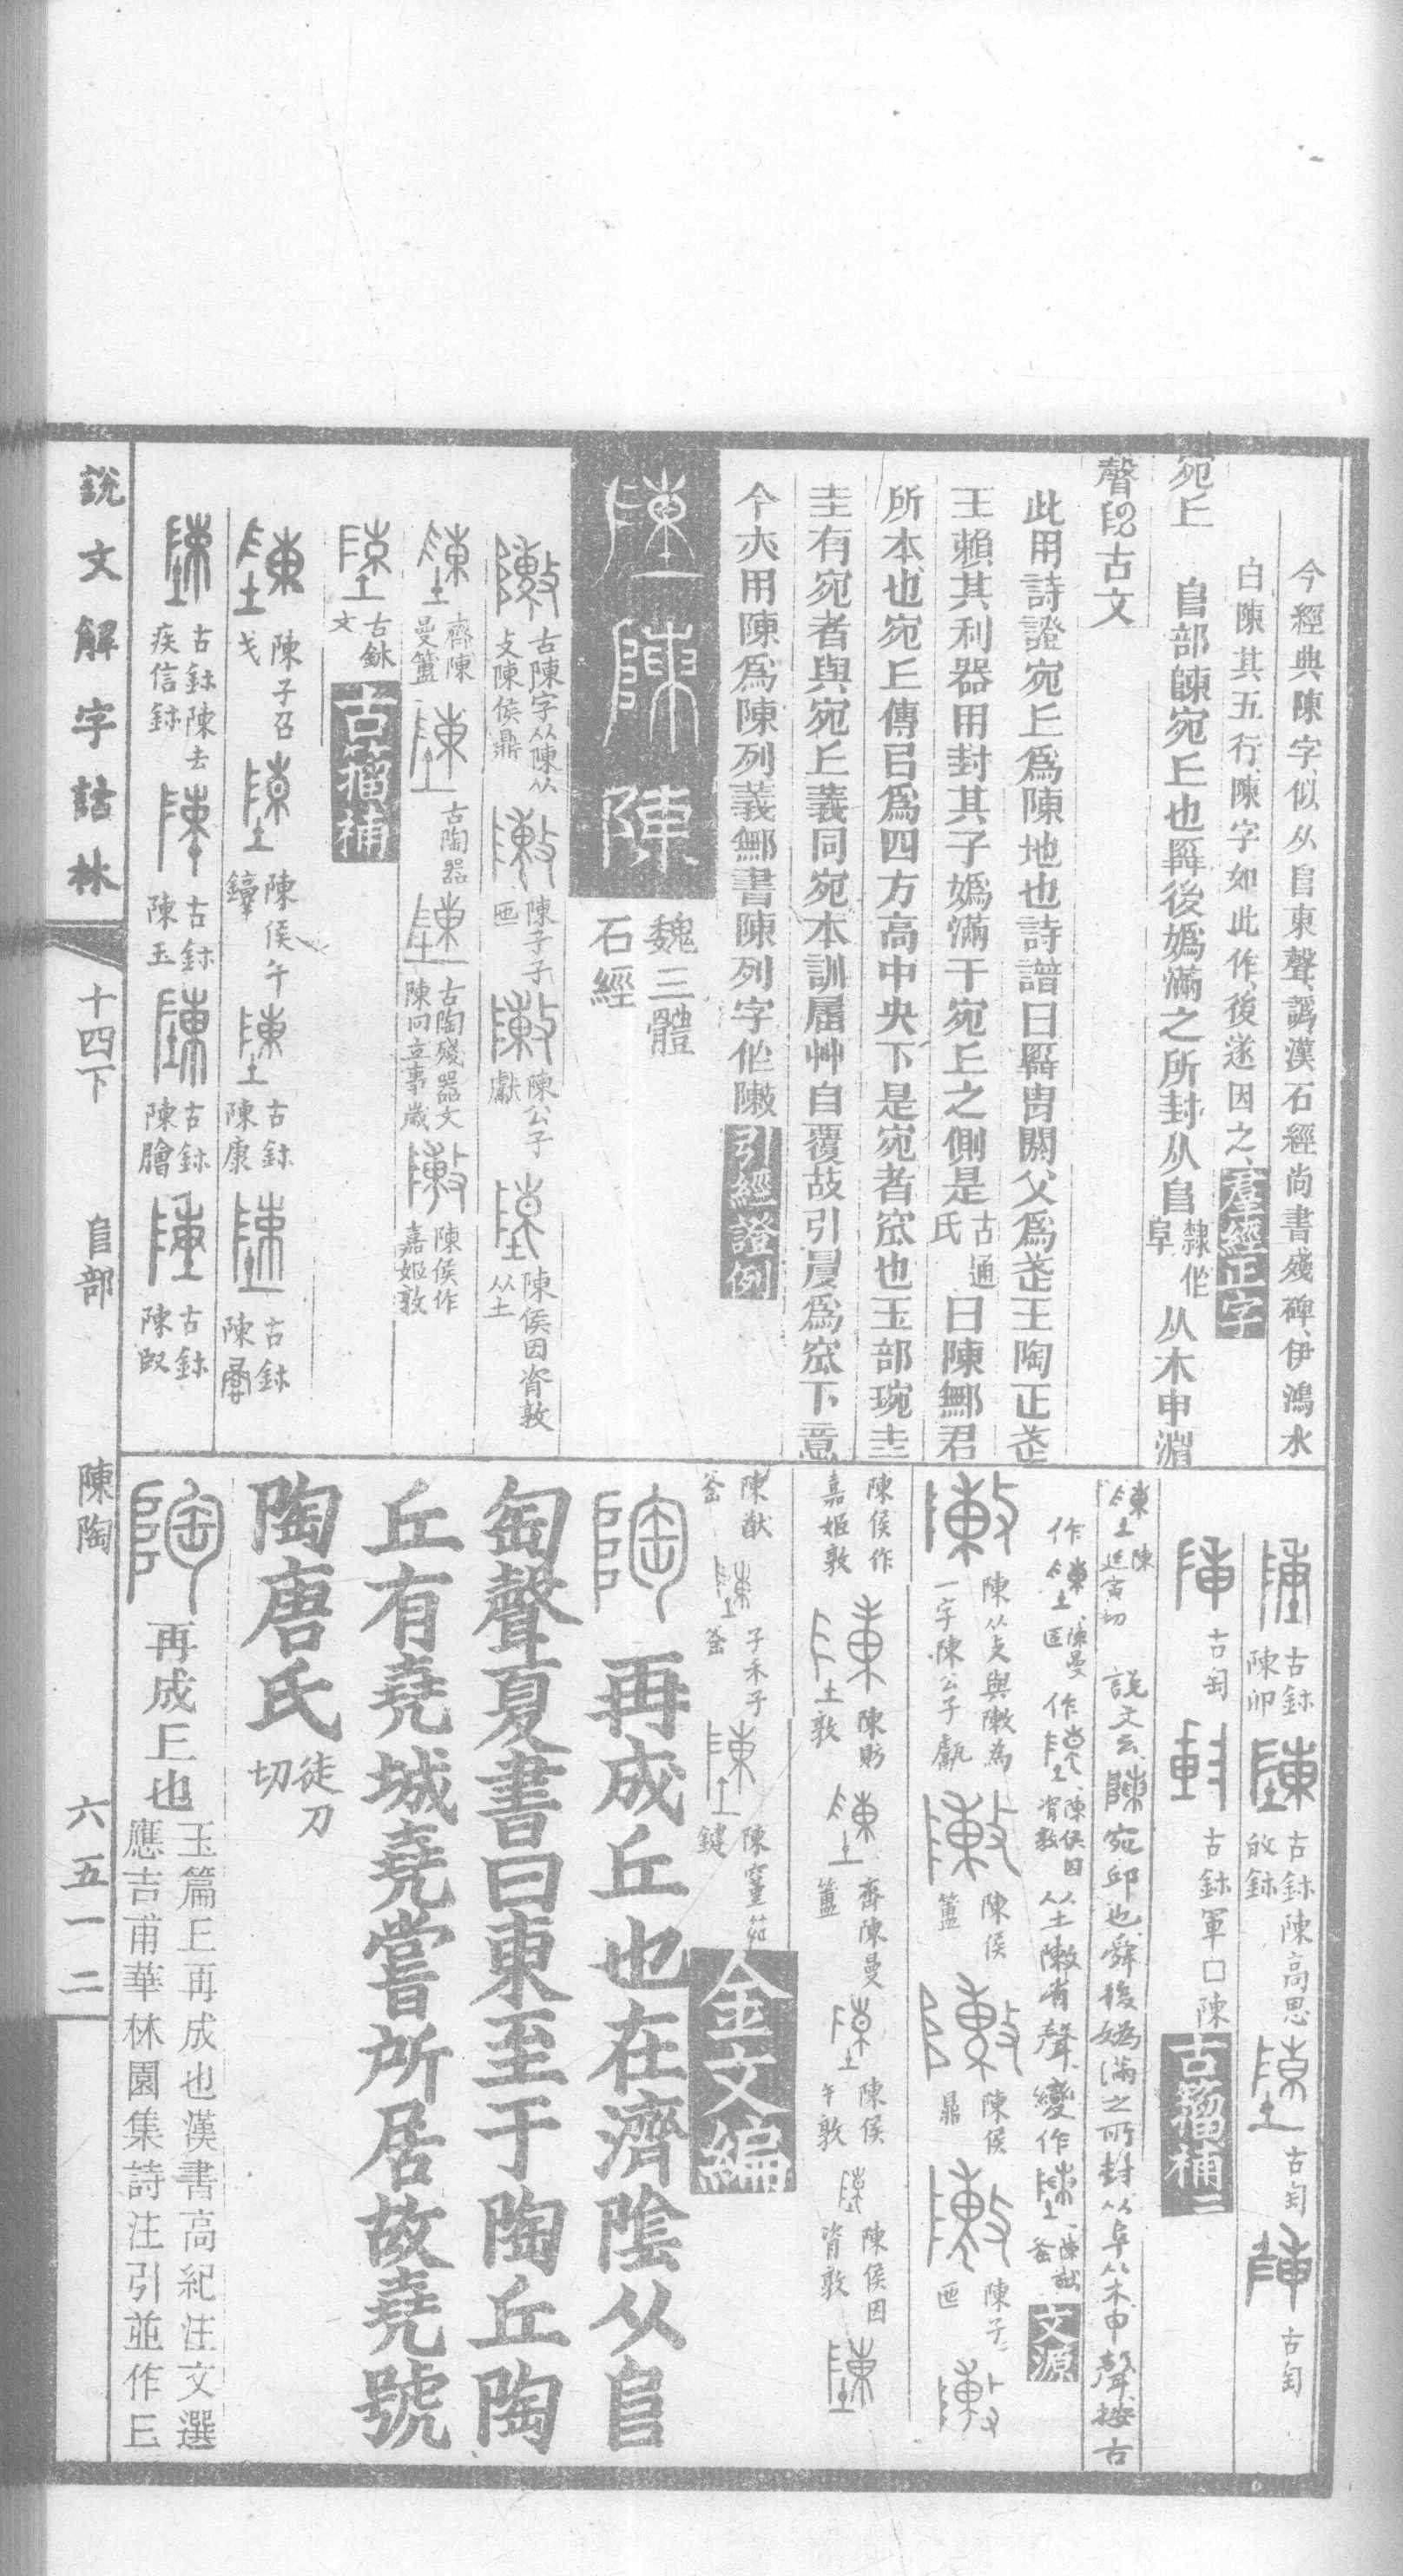 今經典陳字似从𨸏東聲譌漢石經尚書殘碑伊鴻水
白陳其五行陳字如此作後遂因之羣經正字
宛丘　𨸏部陳宛丘也舜後嬀滿之所封从𨸏隸作阜从木申
聲古文
此用詩證宛丘爲陳地也詩譜曰舜胄閼父爲武王陶正武
王賴其利器用封其子嬀滿于宛丘之側是古通氏曰陳鄦君
所本也宛丘傳曰爲四方高中央下是宛者窊也玉部琬圭
圭有宛者與宛丘義同宛本訓屈艸自覆故引㬪爲窊下意
今亦用陳爲陳列義鄦書陳列字作敶引經證例
陳
魏三體
石經
古陳字从陳从
攴陳侯鼎
陳子子
匜
陳公子
甗
陳侯因𬱖敦
从土
齊陳
曼簠
古陶器
古陶殘器文
陳向立事歲
陳侯作
嘉姬敦
古鉨
文
古籀補
陳子召
戈
陳侯午
錞
古鉨
陳康
古鉨
陳
古鉨陳去
疾信鉨
古鉨
陳玉
古鉨
陳膾
古鉨
陳
說文解字詁林　十四下　𨸏部　陳陶　六五一二
古鉨
陳卯
古鉨陳高思
古匋
古匋
古匋
古鉨軍口陳
古籀補二
陳　說文云陳宛邱也舜後嬀滿之所封从阜从木申聲按古
作　陳曼簠作　陳侯因𬱖敦从土敶省聲變作　陳猷釜文源
陳从攴與敶爲
一字陳公子甗
陳侯
簠
陳侯
鼎
陳子子
匜
陳侯作
嘉姬敦
陳財
敦
齊陳曼
簠
陳侯
午敦
陳侯因
𬱖敦
陳猷
釜
子禾子
釜
陳窒茹
鍵
金文編
陶　再成丘也在濟陰从𨸏
匋聲夏書曰東至于陶丘陶
丘有堯城堯嘗所居故堯號
陶唐氏徒刀切
陶　再成丘也玉篇丘再成也漢書高紀注文選
應吉甫華林園集詩注引並作丘